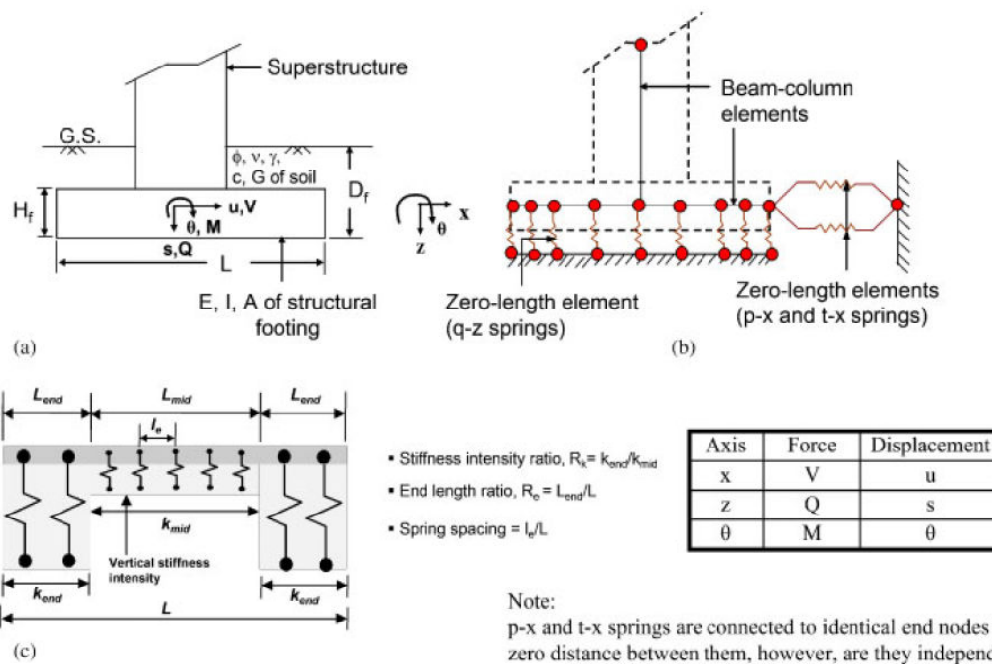 Superstructure
G.S.
ϕ, ν, γ,
c, G of soil
D_f
H_f
u,V
θ, M
s,Q
L
E, I, A of structural
footing
(a)
x
θ
z
Beam-column
elements
Zero-length element
(q-z springs)
Zero-length elements
(p-x and t-x springs)
(b)
L_end
L_mid
L_end
l_e
k_mid
Vertical stiffness
intensity
k_end
k_end
L
(c)
▪ Stiffness intensity ratio, R_k= k_end/k_mid
▪ End length ratio, R_e = L_end/L
▪ Spring spacing = l_e/L
Axis Force Displacement
x V u
z Q s
θ M θ
Note:
p-x and t-x springs are connected to identical end nodes
zero distance between them, however, are they independ